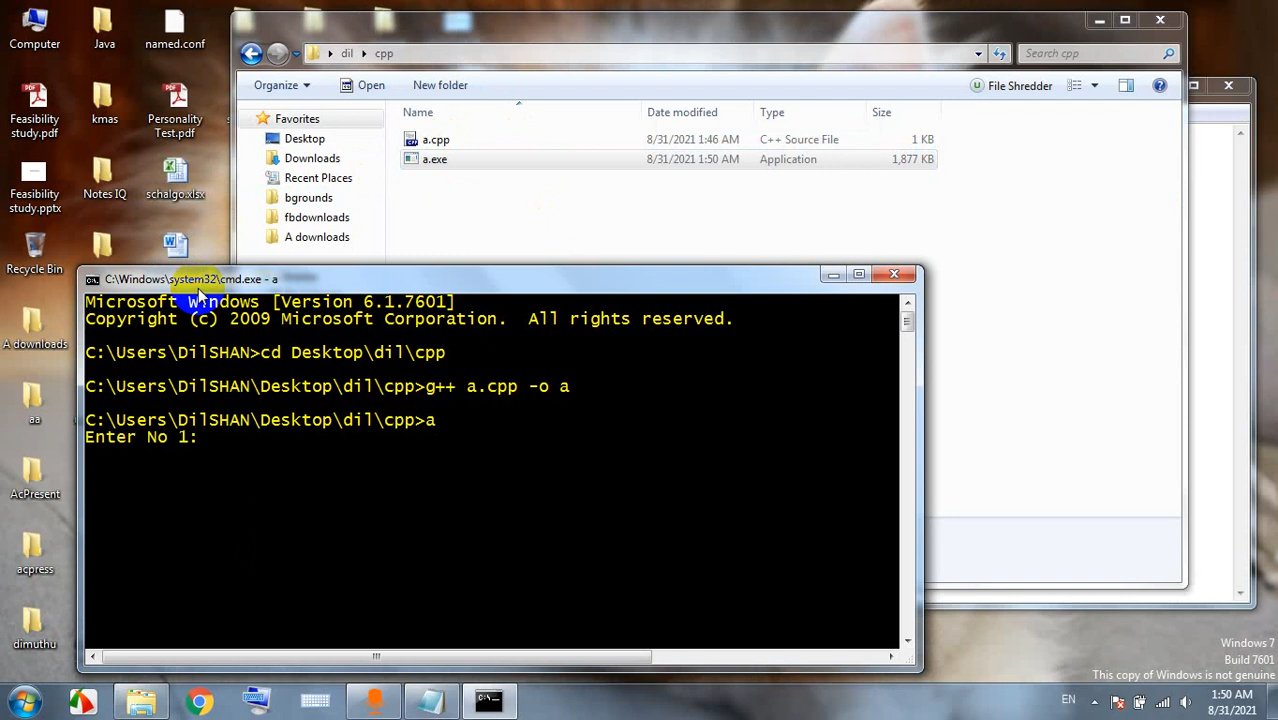 Computer
Java
named.conf
Feasibility
study.pdf
kmas
Personality
Test.pdf
Feasibility
study.pptx
Notes IQ
schalgo.xlsx
Recycle Bin
A downloads
aa
AcPresent
acpress
dimuthu
dil
cpp
Search cpp
Organize
Open
New folder
File Shredder
Favorites
Desktop
Downloads
Recent Places
bgrounds
fbdownloads
A downloads
Name
Date modified
Type
Size
a.cpp
8/31/2021 1:46 AM
C++ Source File
1 KB
a.exe
8/31/2021 1:50 AM
Application
1,877 KB
C:\Windows\system32\cmd.exe - a
Microsoft Windows [Version 6.1.7601]
Copyright (c) 2009 Microsoft Corporation.  All rights reserved.
C:\Users\DilSHAN>cd Desktop\dil\cpp
C:\Users\DilSHAN\Desktop\dil\cpp>g++ a.cpp -o a
C:\Users\DilSHAN\Desktop\dil\cpp>a
Enter No 1:
Windows 7
Build 7601
This copy of Windows is not genuine
EN
1:50 AM
8/31/2021